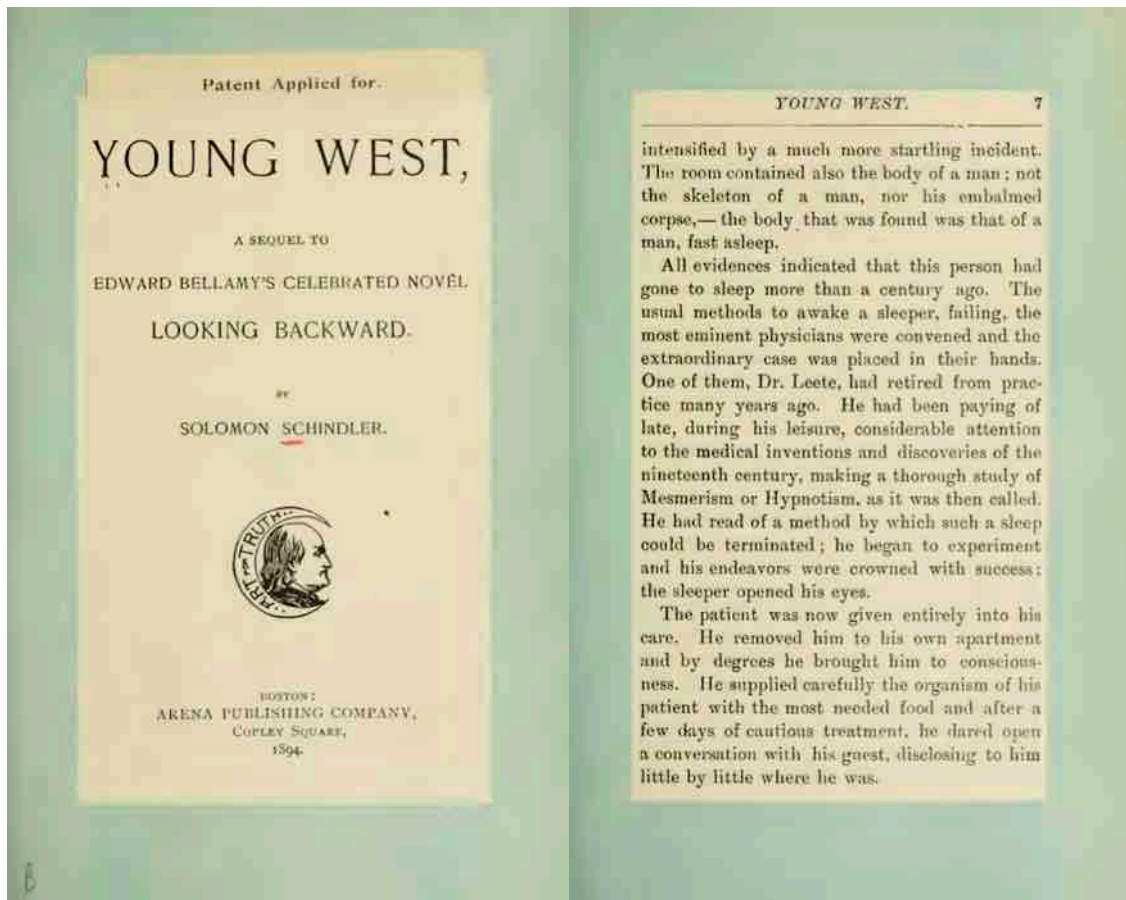 Patent Applied for.
YOUNG WEST,
A SEQUEL TO
EDWARD BELLAMY'S CELEBRATED NOVEL
LOOKING BACKWARD.
BY
SOLOMON SCHINDLER.
ART FOR TRUTH
BOSTON:
ARENA PUBLISHING COMPANY,
COPLEY SQUARE,
1894.
B
YOUNG WEST. 7
intensified by a much more startling incident.
The room contained also the body of a man; not
the skeleton of a man, nor his embalmed
corpse,— the body that was found was that of a
man, fast asleep.
All evidences indicated that this person had
gone to sleep more than a century ago. The
usual methods to awake a sleeper, failing, the
most eminent physicians were convened and the
extraordinary case was placed in their hands.
One of them, Dr. Leete, had retired from prac-
tice many years ago. He had been paying of
late, during his leisure, considerable attention
to the medical inventions and discoveries of the
nineteenth century, making a thorough study of
Mesmerism or Hypnotism, as it was then called.
He had read of a method by which such a sleep
could be terminated; he began to experiment
and his endeavors were crowned with success;
the sleeper opened his eyes.
The patient was now given entirely into his
care. He removed him to his own apartment
and by degrees he brought him to conscious-
ness. He supplied carefully the organism of his
patient with the most needed food and after a
few days of cautious treatment, he dared open
a conversation with his guest, disclosing to him
little by little where he was.